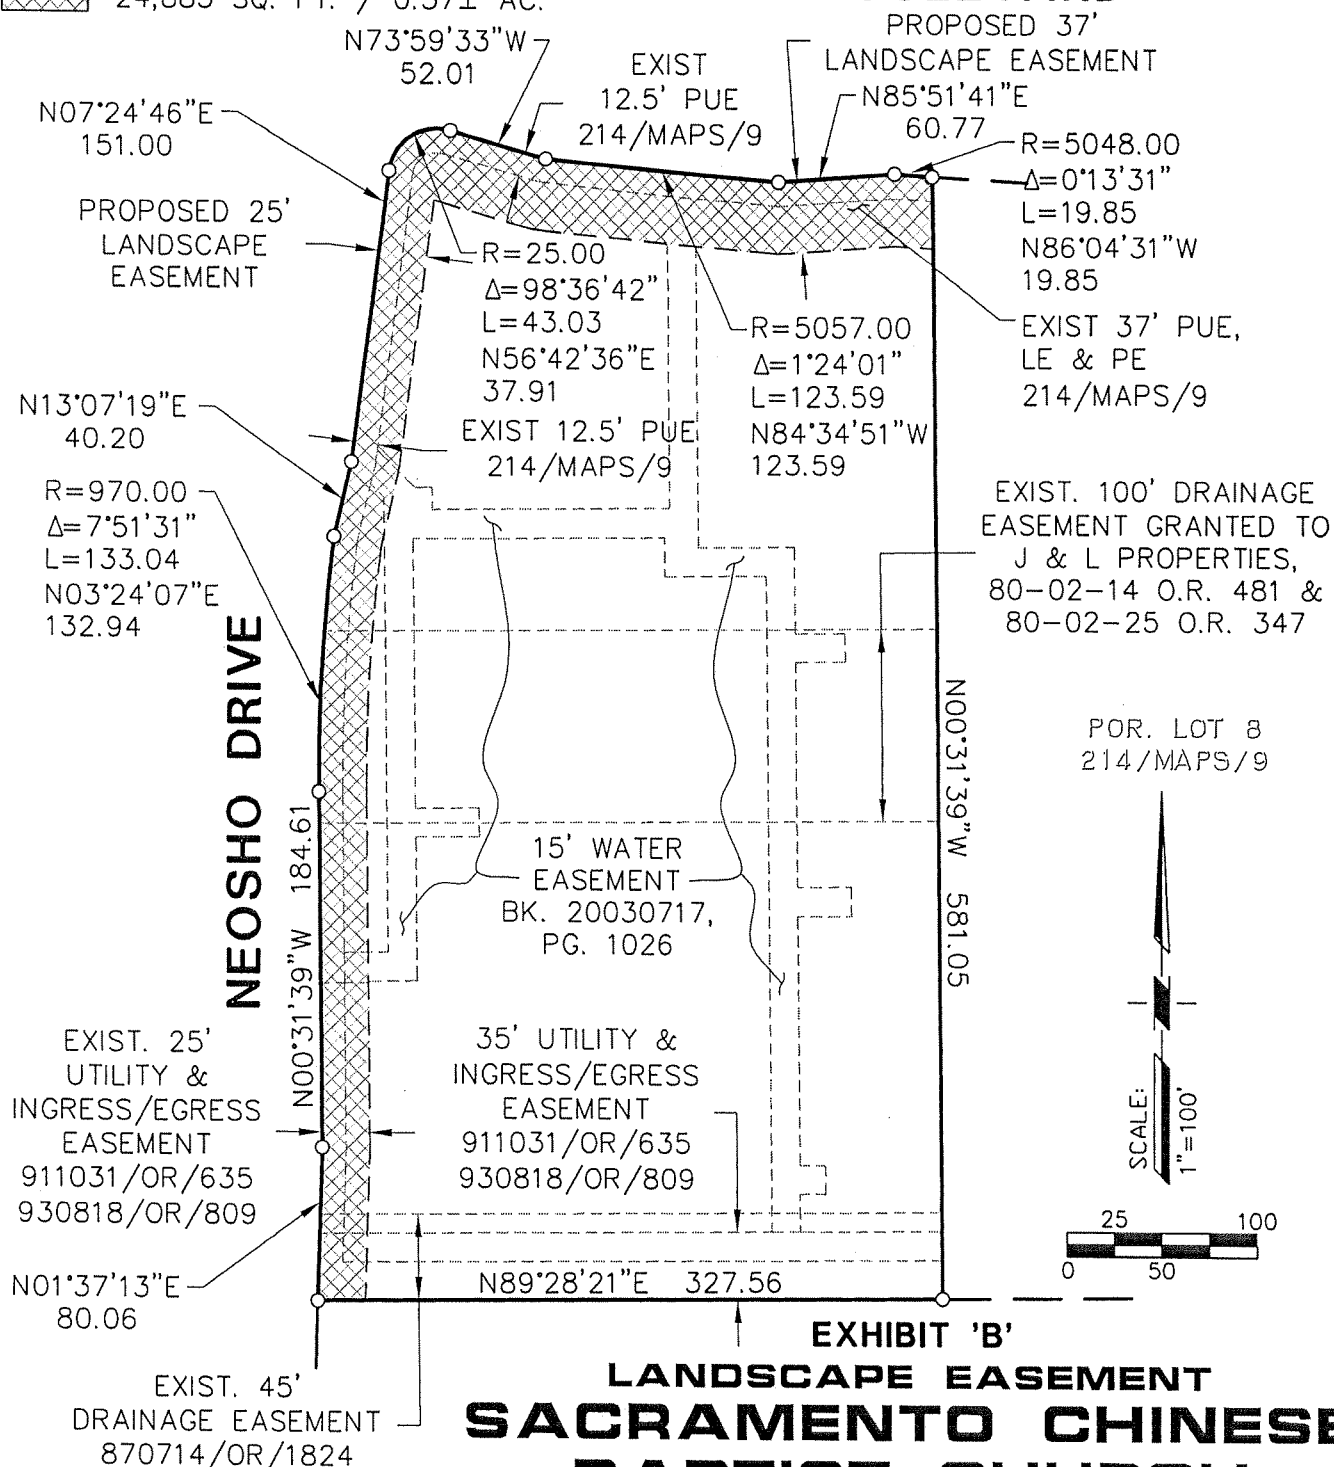 24,885 SQ. FT. / 0.571± AC.
PROPOSED 37'
LANDSCAPE EASEMENT
N73°59'33"W
52.01
EXIST
12.5' PUE
214/MAPS/9
N85°51'41"E
60.77
N07°24'46"E
151.00
R=5048.00
Δ=0°13'31"
L=19.85
N86°04'31"W
19.85
PROPOSED 25'
LANDSCAPE
EASEMENT
R=25.00
Δ=98°36'42"
L=43.03
N56°42'36"E
37.91
R=5057.00
Δ=1°24'01"
L=123.59
N84°34'51"W
123.59
EXIST 37' PUE,
LE & PE
214/MAPS/9
N13°07'19"E
40.20
EXIST 12.5' PUE
214/MAPS/9
R=970.00
Δ=7°51'31"
L=133.04
N03°24'07"E
132.94
EXIST. 100' DRAINAGE
EASEMENT GRANTED TO
J & L PROPERTIES,
80-02-14 O.R. 481 &
80-02-25 O.R. 347
NEOSHO DRIVE
N00°31'39"W 184.61
N00°31'39"W 581.05
POR. LOT 8
214/MAPS/9
15' WATER
EASEMENT
BK. 20030717,
PG. 1026
EXIST. 25'
UTILITY &
INGRESS/EGRESS
EASEMENT
911031/OR/635
930818/OR/809
35' UTILITY &
INGRESS/EGRESS
EASEMENT
911031/OR/635
930818/OR/809
SCALE:
1"=100'
25 100
0 50
N01°37'13"E
80.06
N89°28'21"E 327.56
EXIST. 45'
DRAINAGE EASEMENT
870714/OR/1824
EXHIBIT 'B'
LANDSCAPE EASEMENT
SACRAMENTO CHINESE
BAPTIST CHURCH